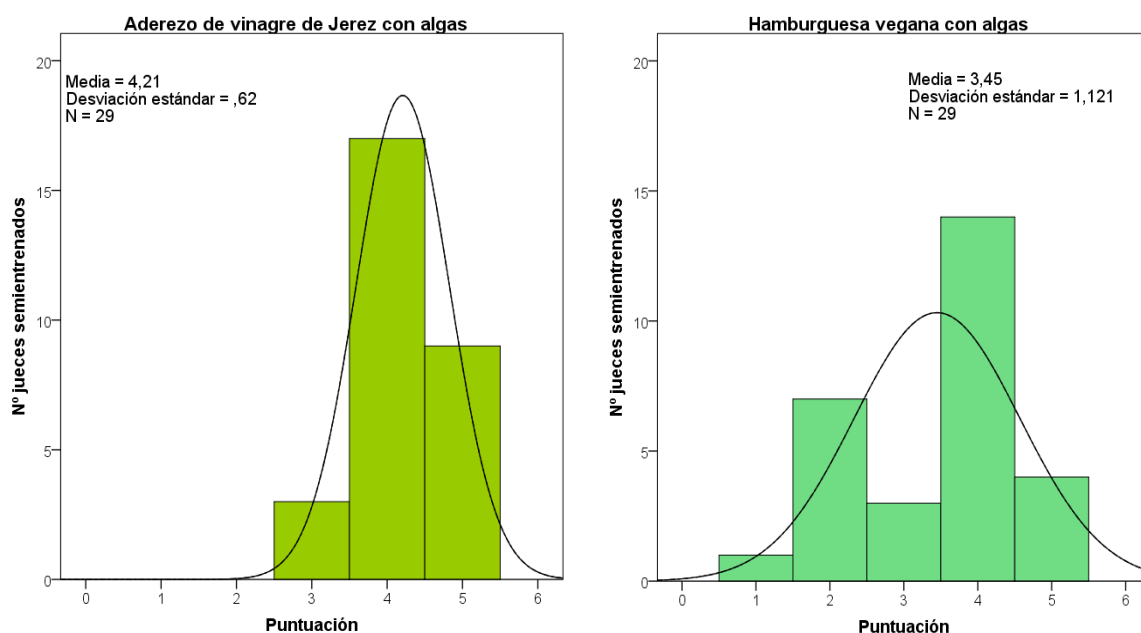 Aderezo de vinagre de Jerez con algas
Media = 4,21
Desviación estándar = ,62
N = 29
Nº jueces semientrenados
20
15
10
5
0
0 1 2 3 4 5 6
Puntuación
Hamburguesa vegana con algas
Media = 3,45
Desviación estándar = 1,121
N = 29
Nº jueces semientrenados
20
15
10
5
0
0 1 2 3 4 5 6
Puntuación